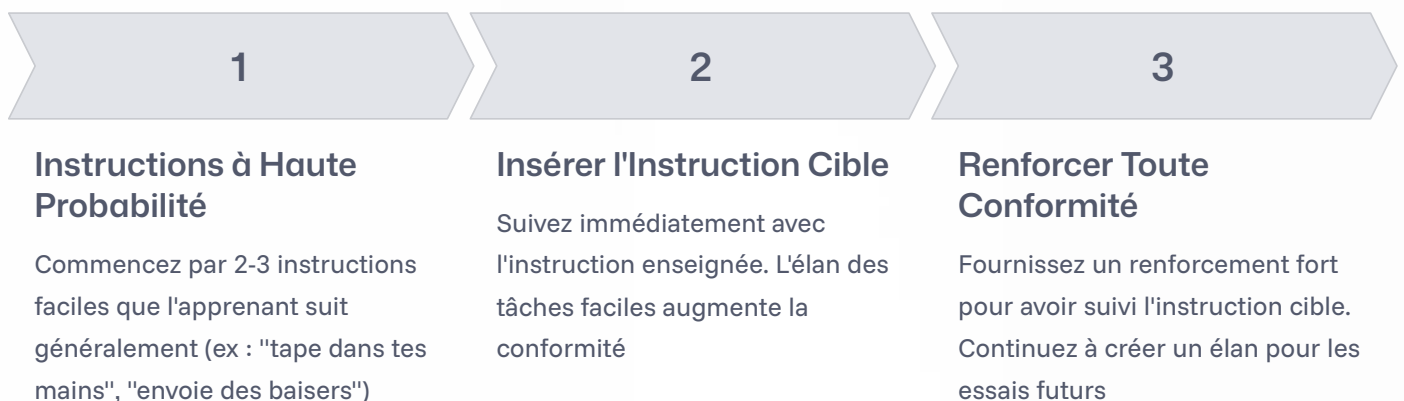 1
Instructions à Haute
Probabilité
Commencez par 2-3 instructions
faciles que l'apprenant suit
généralement (ex : "tape dans tes
mains", "envoie des baisers")
2
Insérer l'Instruction Cible
Suivez immédiatement avec
l'instruction enseignée. L'élan des
tâches faciles augmente la
conformité
3
Renforcer Toute
Conformité
Fournissez un renforcement fort
pour avoir suivi l'instruction cible.
Continuez à créer un élan pour les
essais futurs